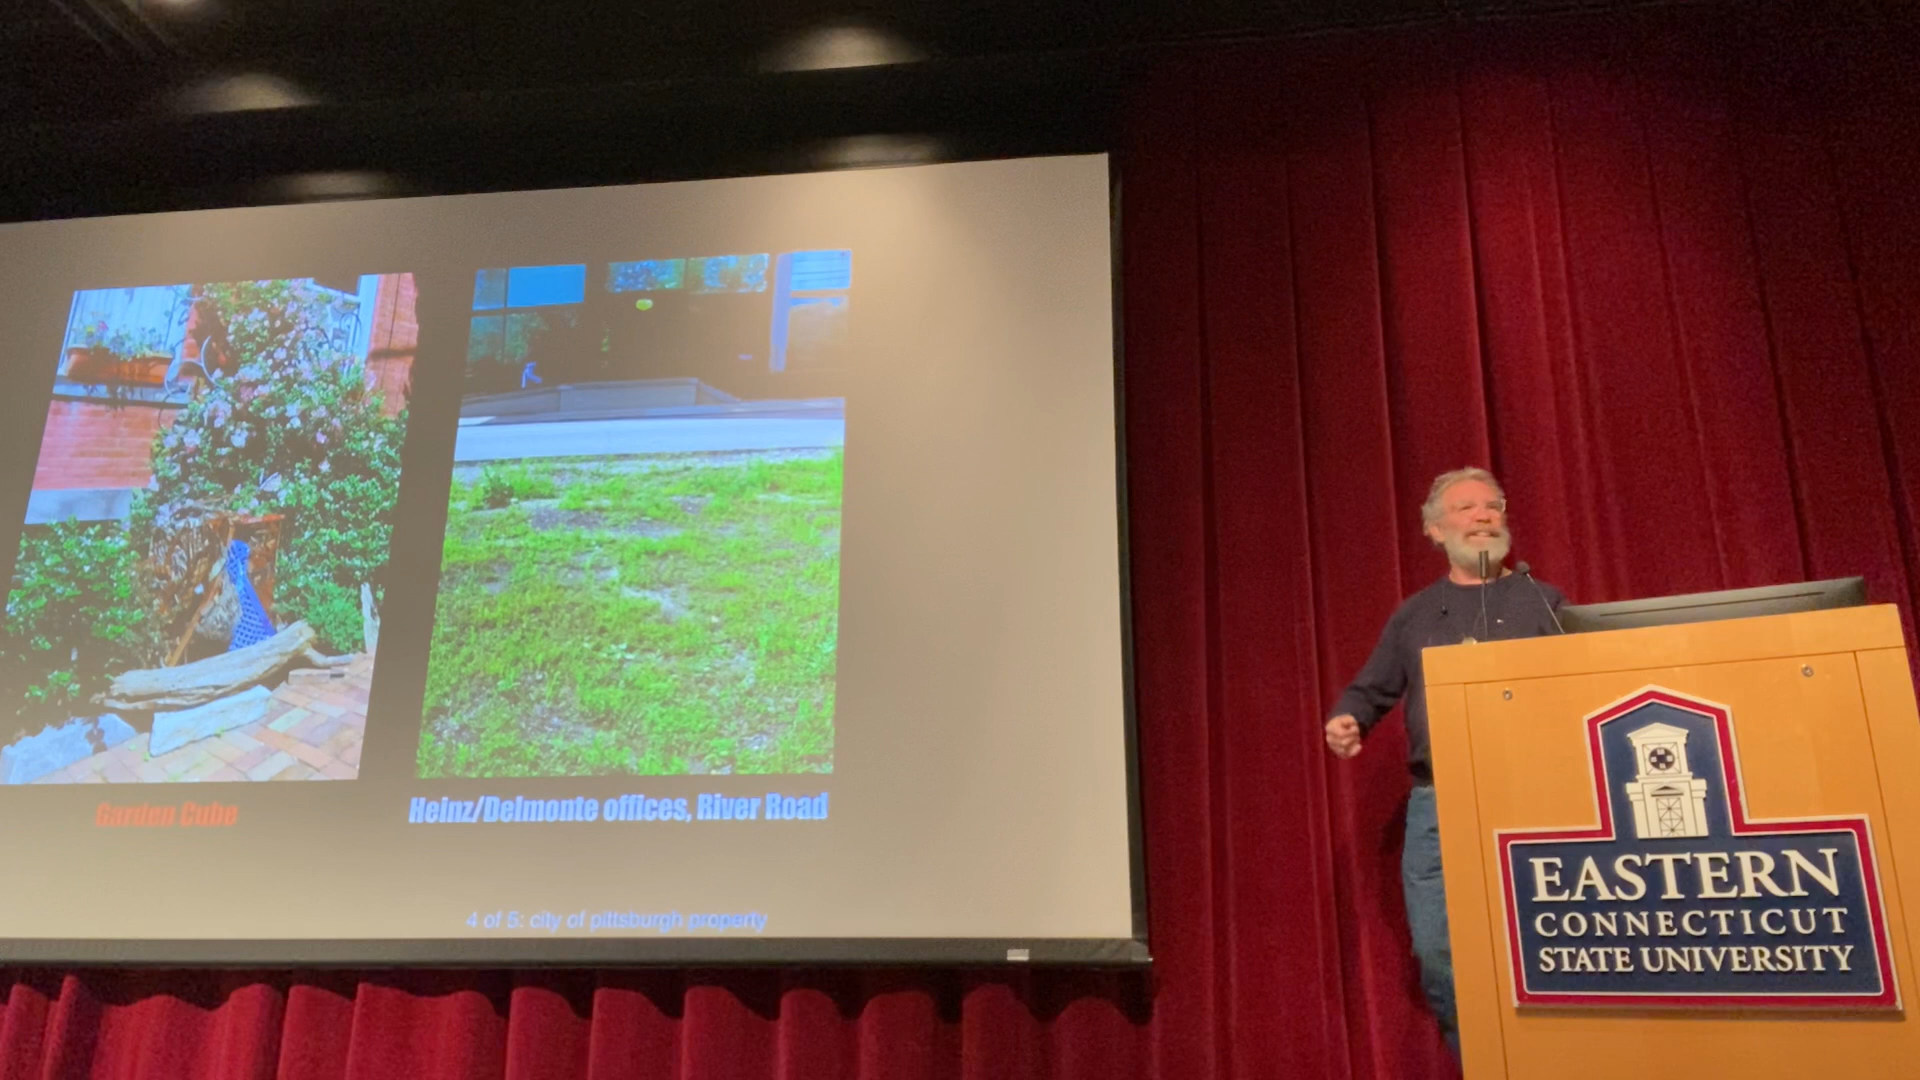 Garden Cube
Heinz/Delmonte offices, River Road
4 of 5: city of pittsburgh property
EASTERN
CONNECTICUT
STATE UNIVERSITY